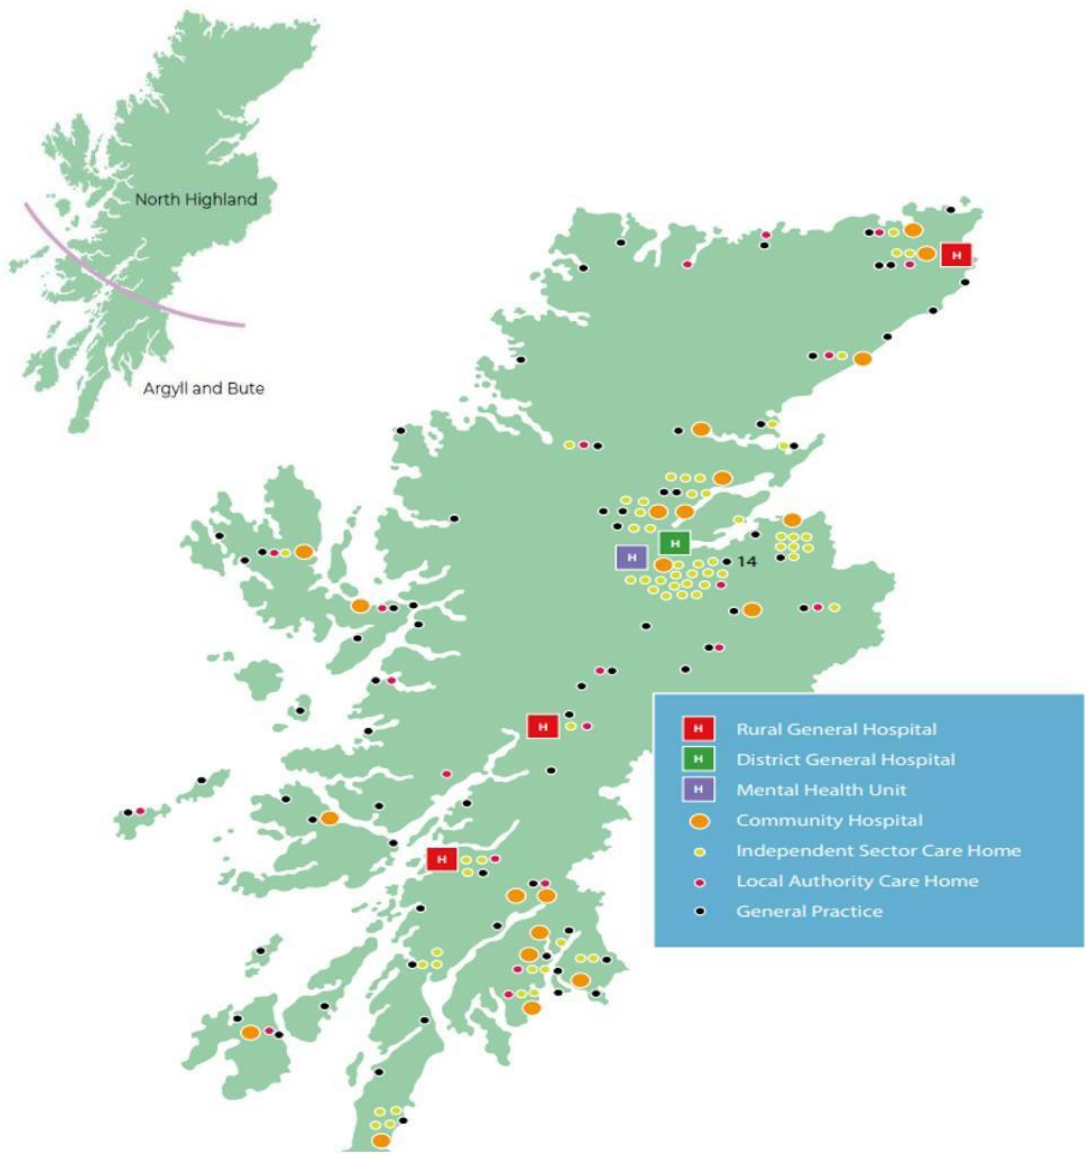 North Highland
Argyll and Bute
H
H
H
14
H
H
H Rural General Hospital
H District General Hospital
H Mental Health Unit
Community Hospital
Independent Sector Care Home
Local Authority Care Home
General Practice